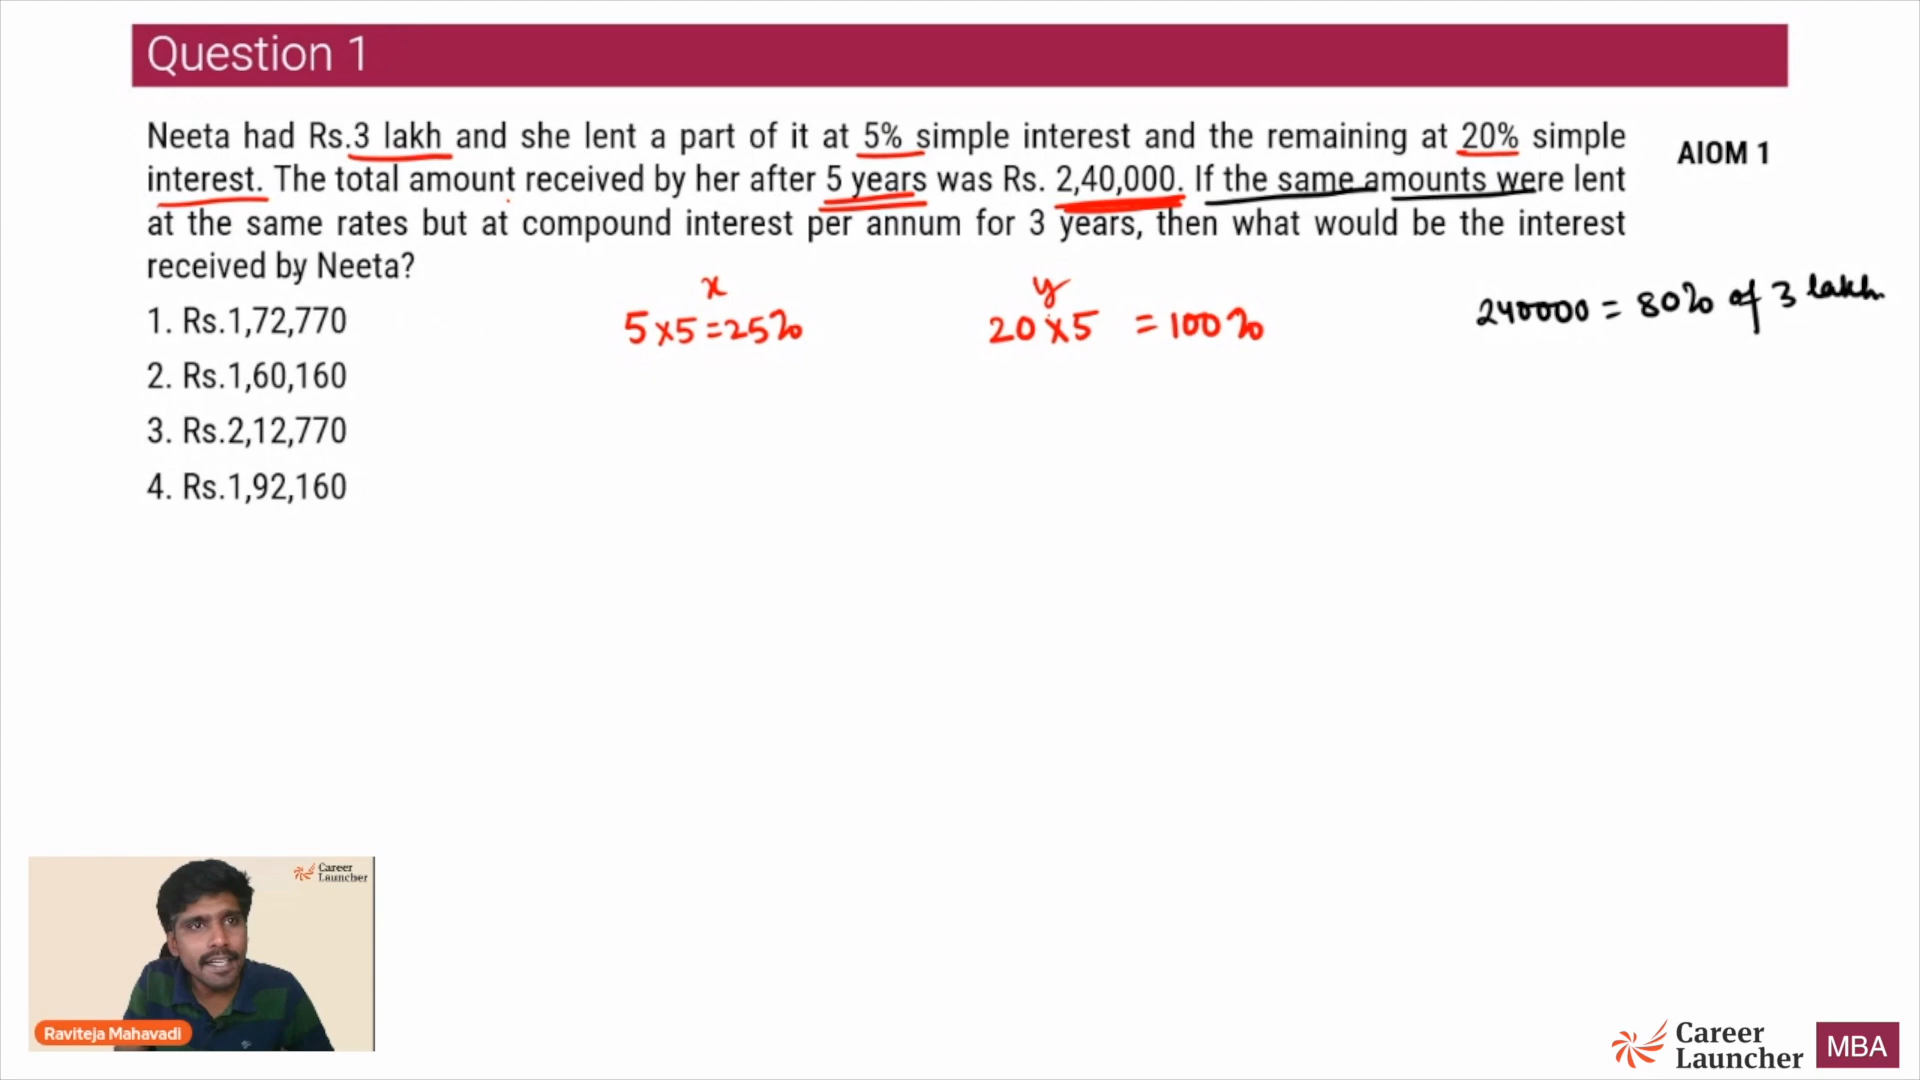 Question 1
Neeta had Rs.3 lakh and she lent a part of it at 5% simple interest and the remaining at 20% simple
interest. The total amount received by her after 5 years was Rs. 2,40,000. If the same amounts were lent
at the same rates but at compound interest per annum for 3 years, then what would be the interest
received by Neeta?
AIOM 1
1. Rs.1,72,770
2. Rs.1,60,160
3. Rs.2,12,770
4. Rs.1,92,160
x
5×5=25%
y
20×5 = 100%
240000 = 80% of 3 lakh
Career
Launcher
Raviteja Mahavadi
Career
Launcher
MBA